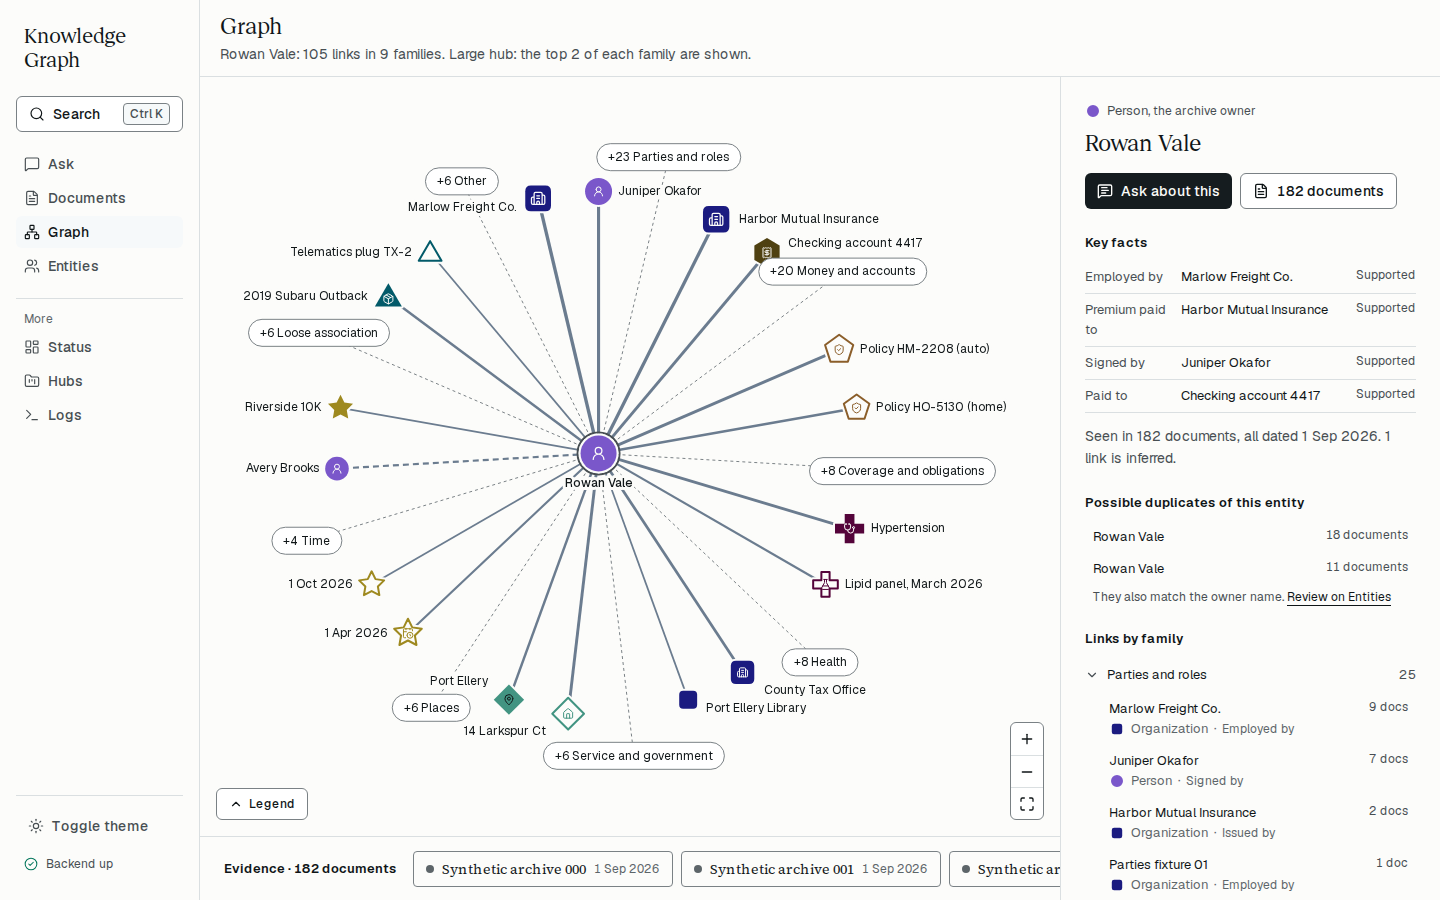 Knowledge
Graph
Search Ctrl K
Ask
Documents
Graph
Entities
More
Status
Hubs
Logs
Toggle theme
Backend up
Graph
Rowan Vale: 105 links in 9 families. Large hub: the top 2 of each family are shown.
+23 Parties and roles
+6 Other
Juniper Okafor
Marlow Freight Co.
Harbor Mutual Insurance
Checking account 4417
Telematics plug TX-2
+20 Money and accounts
2019 Subaru Outback
+6 Loose association
Policy HM-2208 (auto)
Riverside 10K
Policy HO-5130 (home)
Avery Brooks
+8 Coverage and obligations
Rowan Vale
Hypertension
+4 Time
1 Oct 2026
Lipid panel, March 2026
1 Apr 2026
+8 Health
Port Ellery
County Tax Office
+6 Places
Port Ellery Library
14 Larkspur Ct
+6 Service and government
Legend
Evidence · 182 documents
Synthetic archive 000 1 Sep 2026
Synthetic archive 001 1 Sep 2026
Synthetic ar
Person, the archive owner
Rowan Vale
Ask about this
182 documents
Key facts
Employed by Marlow Freight Co. Supported
Premium paid to Harbor Mutual Insurance Supported
Signed by Juniper Okafor Supported
Paid to Checking account 4417 Supported
Seen in 182 documents, all dated 1 Sep 2026. 1
link is inferred.
Possible duplicates of this entity
Rowan Vale 18 documents
Rowan Vale 11 documents
They also match the owner name. Review on Entities
Links by family
Parties and roles 25
Marlow Freight Co. 9 docs
Organization · Employed by
Juniper Okafor 7 docs
Person · Signed by
Harbor Mutual Insurance 2 docs
Organization · Issued by
Parties fixture 01 1 doc
Organization · Employed by